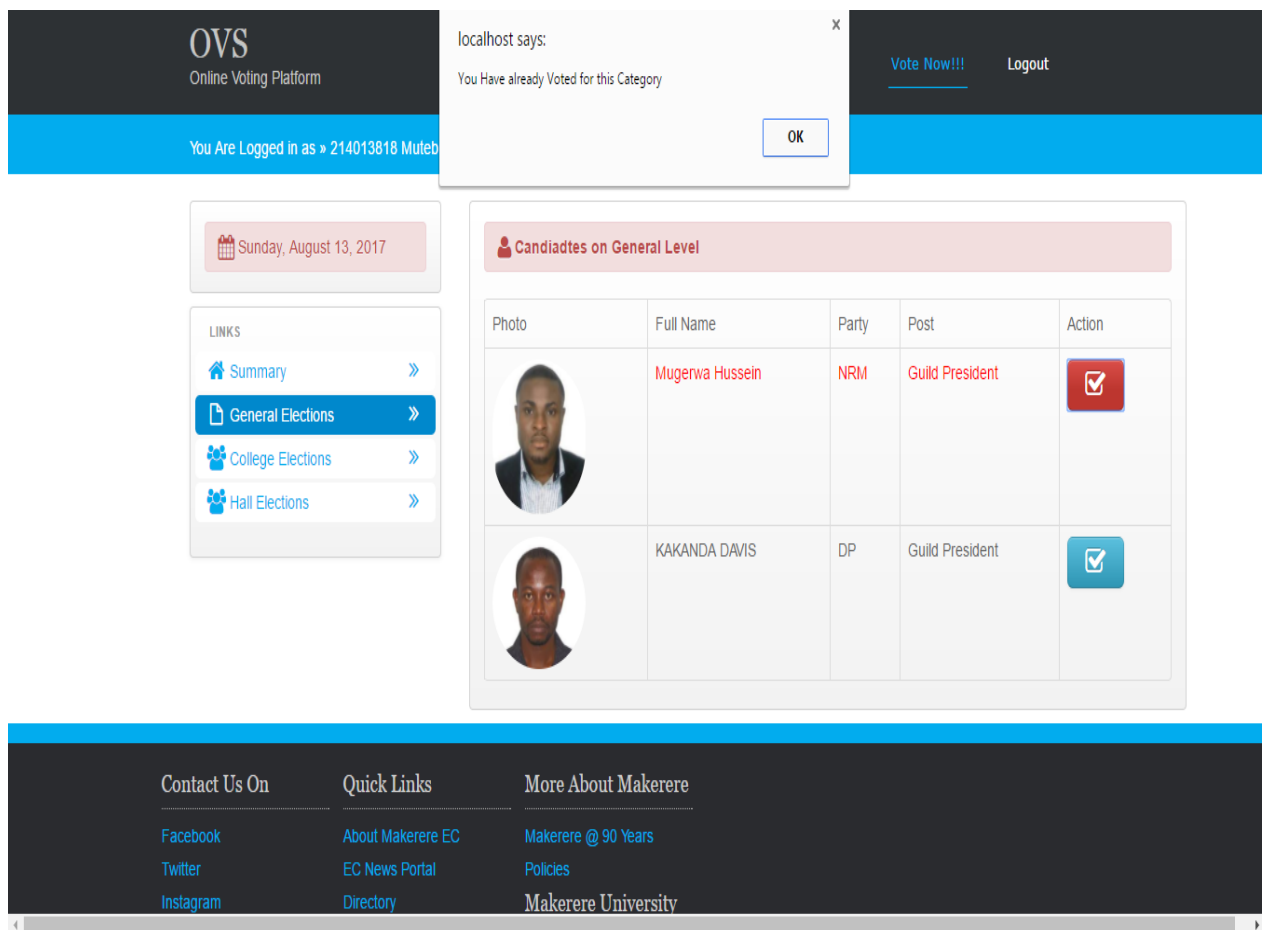 OVS
Online Voting Platform
localhost says:
x
You Have already Voted for this Category
OK
Vote Now!!!
Logout
You Are Logged in as » 214013818 Muteb
Sunday, August 13, 2017
LINKS
Summary »
General Elections »
College Elections »
Hall Elections »
Candiadtes on General Level
Photo Full Name Party Post Action
Mugerwa Hussein NRM Guild President
KAKANDA DAVIS DP Guild President
Contact Us On
Facebook
Twitter
Instagram
Quick Links
About Makerere EC
EC News Portal
Directory
More About Makerere
Makerere @ 90 Years
Policies
Makerere University